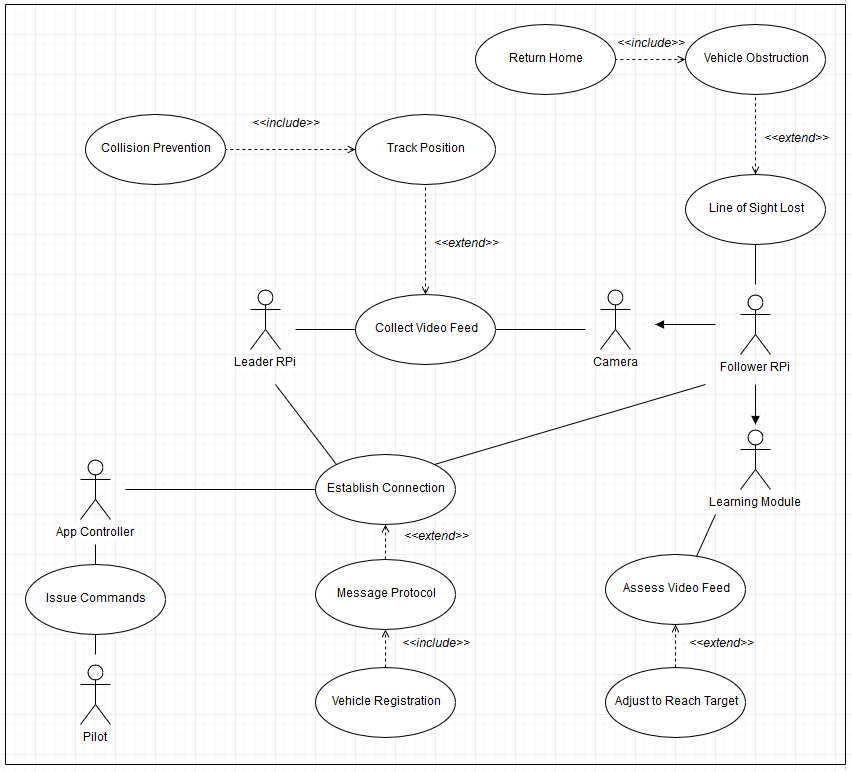 Return Home
<<include>>
Vehicle Obstruction
Collision Prevention
<<include>>
Track Position
<<extend>>
Line of Sight Lost
<<extend>>
Leader RPi
Collect Video Feed
Camera
Follower RPi
Establish Connection
Learning Module
App Controller
<<extend>>
Issue Commands
Message Protocol
Assess Video Feed
<<include>>
<<extend>>
Vehicle Registration
Adjust to Reach Target
Pilot